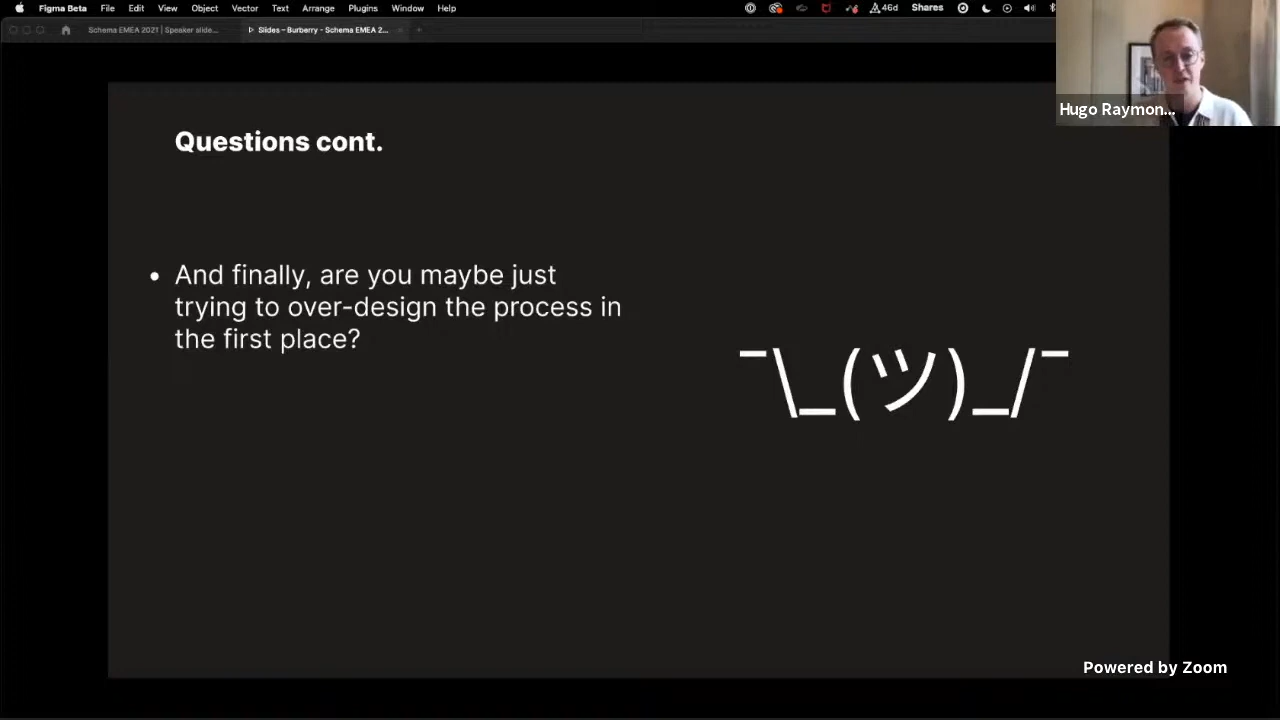 Figma Beta File Edit View Object Vector Text Arrange Plugins Window Help 46d Shares
Schema EMEA 2021 | Speaker slide... Slides – Burberry - Schema EMEA 2...
Hugo Raymon...
Questions cont.
• And finally, are you maybe just
trying to over-design the process in
the first place?
¯\_(ツ)_/¯
Powered by Zoom